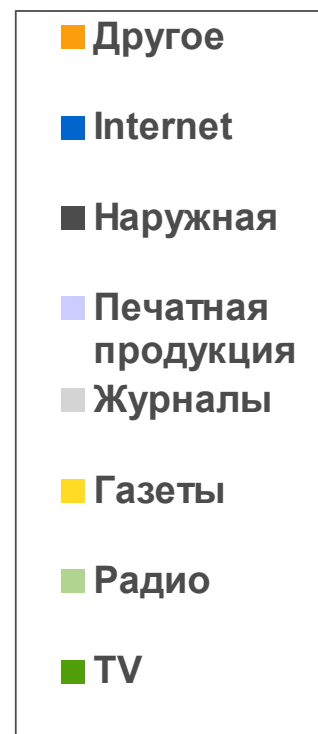 Другое
Internet
Наружная
Печатная
продукция
Журналы
Газеты
Радио
TV